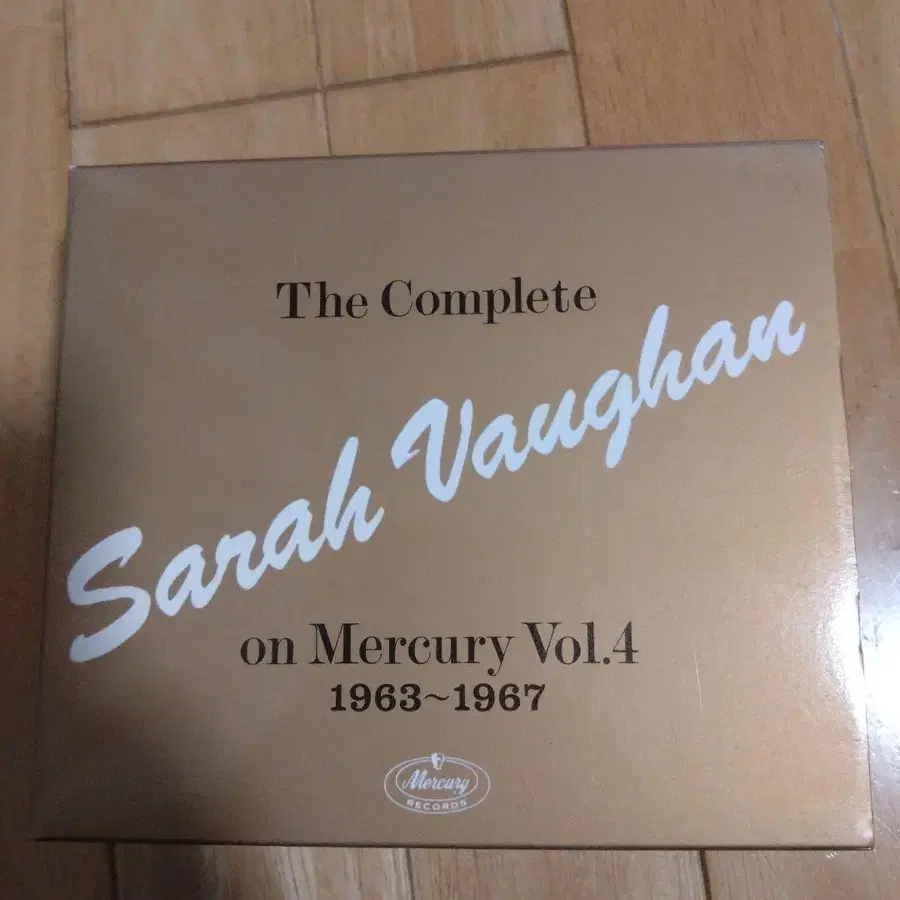 The Complete
Sarah Vaughan
on Mercury Vol.4
1963~1967
Mercury
RECORDS